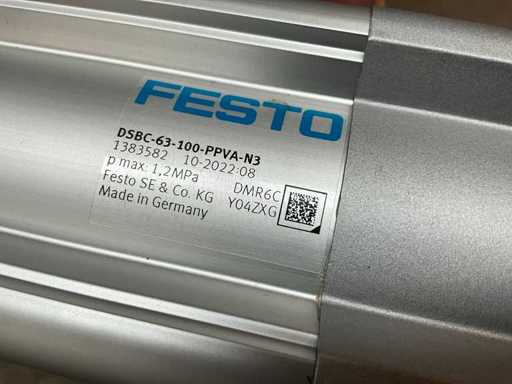 FESTO
DSBC-63-100-PPVA-N3
1383582 10-2022:08
p max: 1,2MPa
Festo SE & Co. KG DMR6C
Made in Germany Y04ZXG